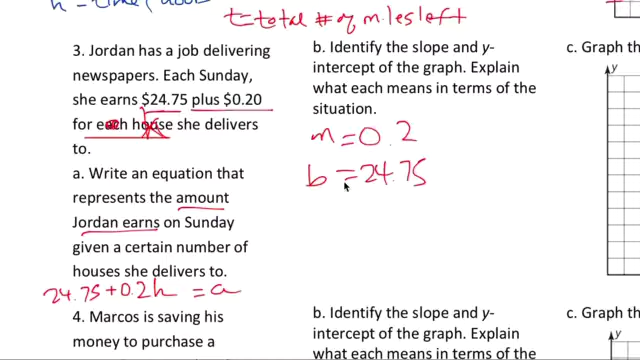 t = total # of miles left
3. Jordan has a job delivering
newspapers. Each Sunday,
she earns $24.75 plus $0.20
for each house she delivers
to.
a. Write an equation that
represents the amount
Jordan earns on Sunday
given a certain number of
houses she delivers to.
24.75 + 0.2h = a
4. Marcos is saving his
money to purchase a
b. Identify the slope and y-
intercept of the graph. Explain
what each means in terms of the
situation.
m = 0.2
b = 24.75
b. Identify the slope and y-
intercept of the graph. Explain
what each means in terms of the
c. Graph the
y
c. Graph th
y